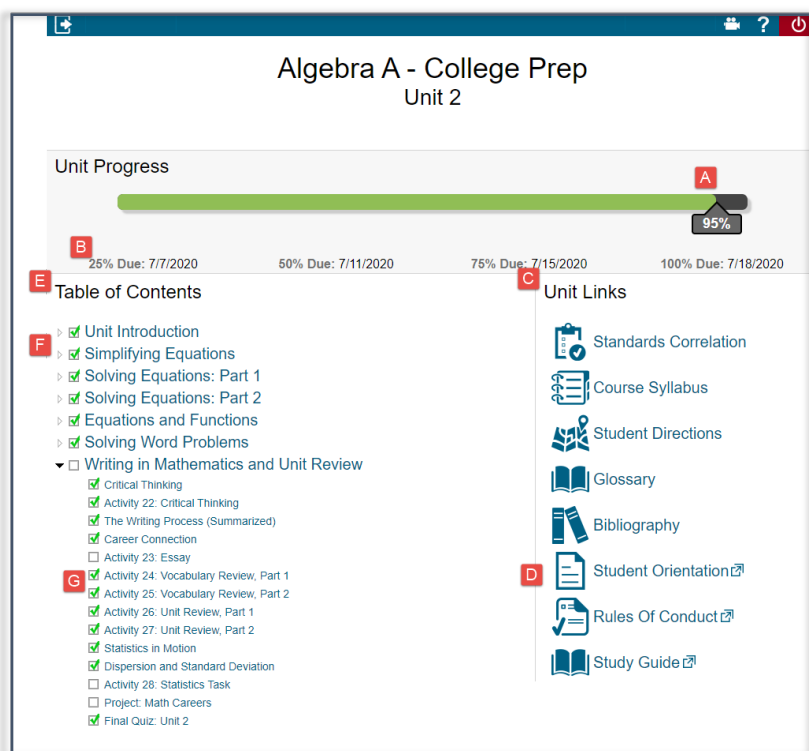 ?
Algebra A - College Prep
Unit 2
Unit Progress
A
95%
B
25% Due: 7/7/2020 50% Due: 7/11/2020 75% Due: 7/15/2020 100% Due: 7/18/2020
E
Table of Contents
F
Unit Introduction
Simplifying Equations
Solving Equations: Part 1
Solving Equations: Part 2
Equations and Functions
Solving Word Problems
Writing in Mathematics and Unit Review
Critical Thinking
Activity 22: Critical Thinking
The Writing Process (Summarized)
Career Connection
Activity 23: Essay
G
Activity 24: Vocabulary Review, Part 1
Activity 25: Vocabulary Review, Part 2
Activity 26: Unit Review, Part 1
Activity 27: Unit Review, Part 2
Statistics in Motion
Dispersion and Standard Deviation
Activity 28: Statistics Task
Project: Math Careers
Final Quiz: Unit 2
C
Unit Links
Standards Correlation
Course Syllabus
Student Directions
Glossary
Bibliography
D
Student Orientation
Rules Of Conduct
Study Guide